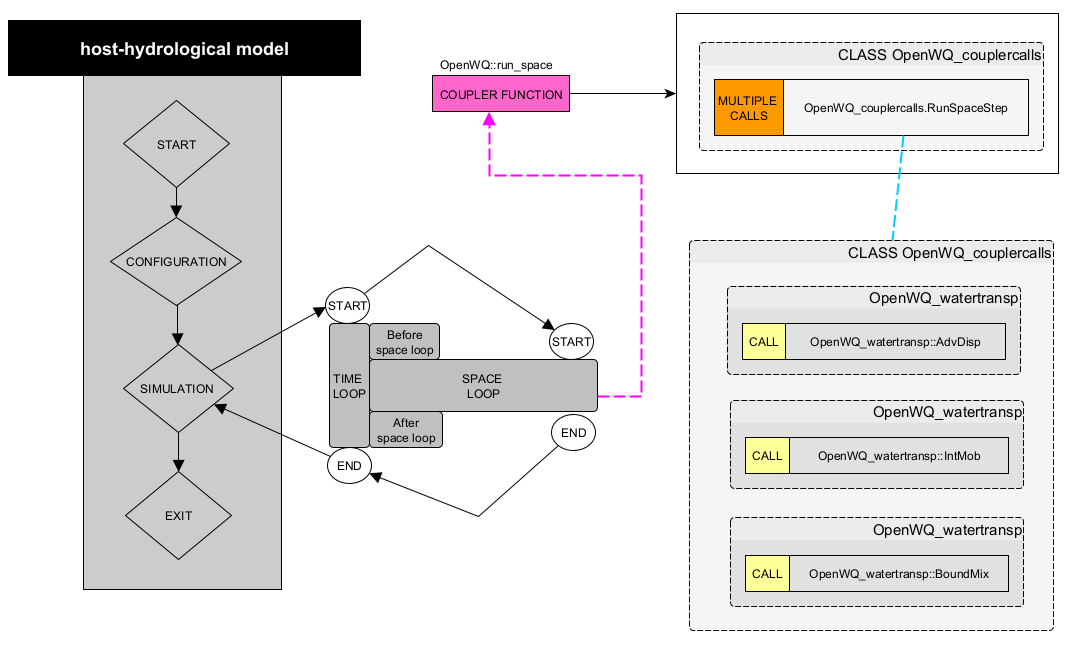 host-hydrological model
START
CONFIGURATION
SIMULATION
EXIT
START
Before
space loop
TIME
LOOP
SPACE
LOOP
After
space loop
END
START
END
OpenWQ::run_space
COUPLER FUNCTION
CLASS OpenWQ_couplercalls
MULTIPLE
CALLS
OpenWQ_couplercalls.RunSpaceStep
CLASS OpenWQ_couplercalls
OpenWQ_watertransp
CALL
OpenWQ_watertransp::AdvDisp
OpenWQ_watertransp
CALL
OpenWQ_watertransp::IntMob
OpenWQ_watertransp
CALL
OpenWQ_watertransp::BoundMix